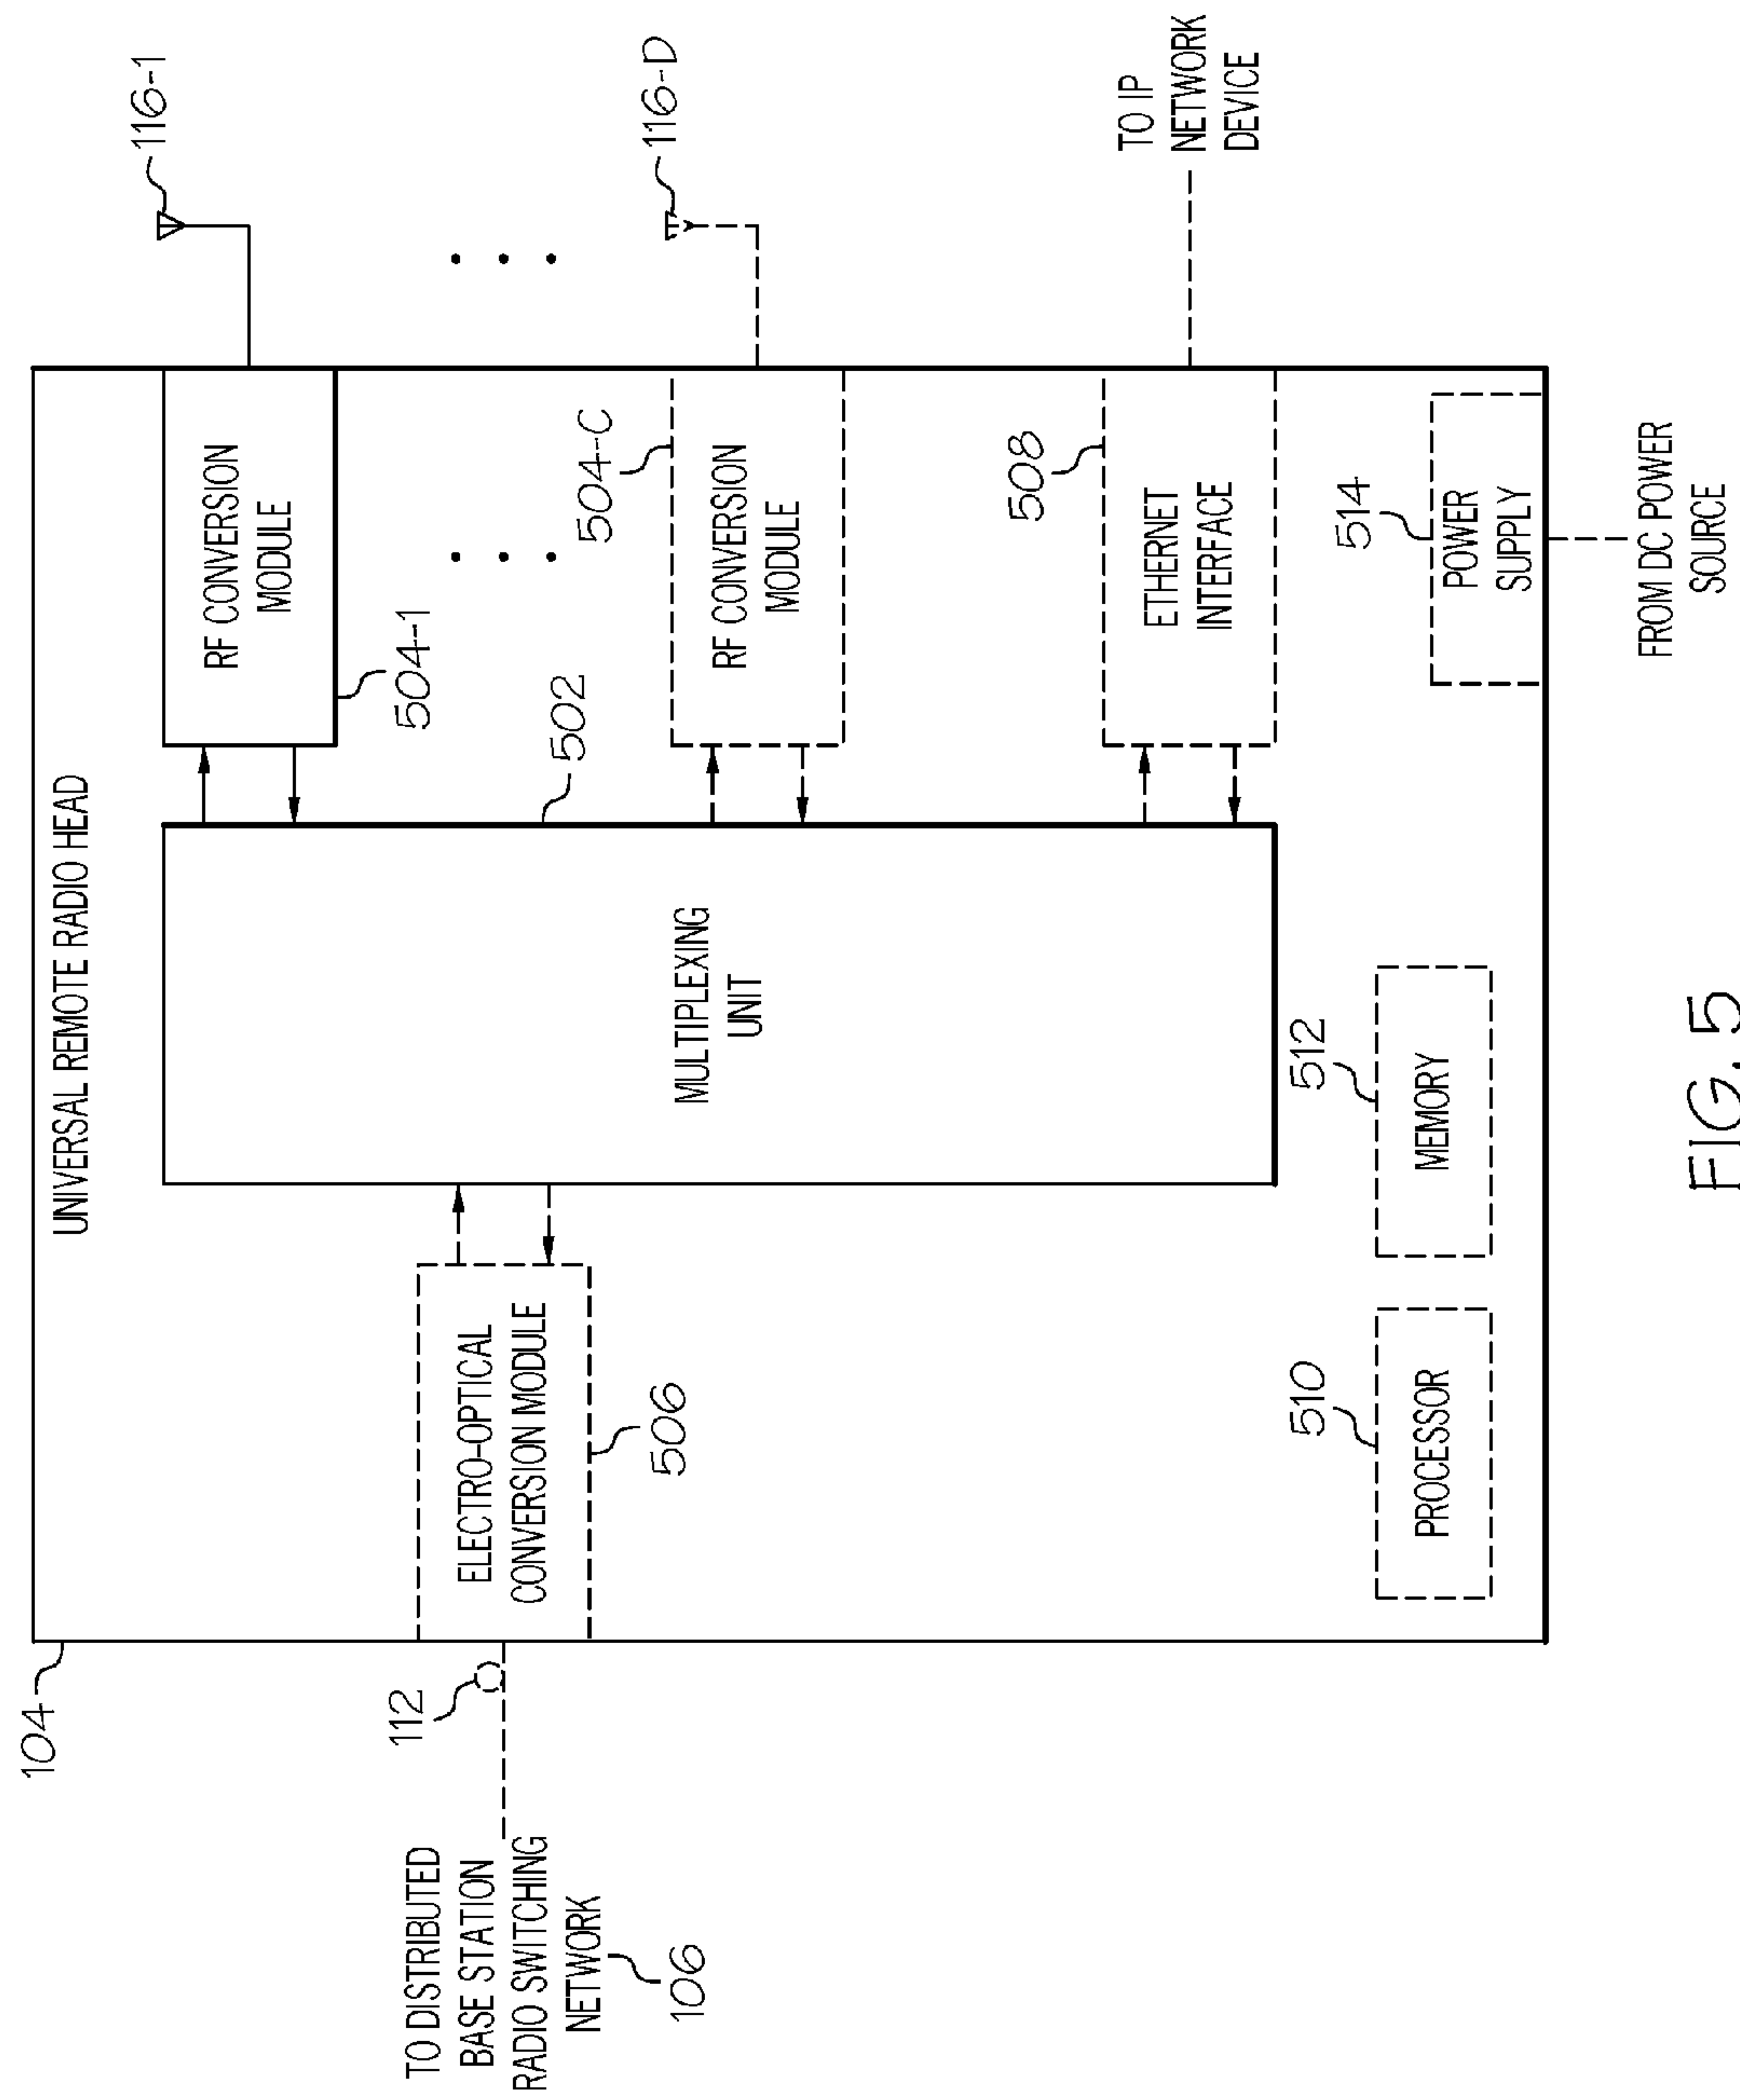 UNIVERSAL REMOTE RADIO HEAD
104
TO DISTRIBUTED
BASE STATION
RADIO SWITCHING
NETWORK
106
112
ELECTRO-OPTICAL
CONVERSION MODULE
506
MULTIPLEXING
UNIT
502
RF CONVERSION
MODULE
504-1
116-1
RF CONVERSION
MODULE
504-C
116-D
ETHERNET
INTERFACE
508
TO IP
NETWORK
DEVICE
PROCESSOR
510
MEMORY
512
POWER
SUPPLY
514
FROM DC POWER
SOURCE
FIG. 5